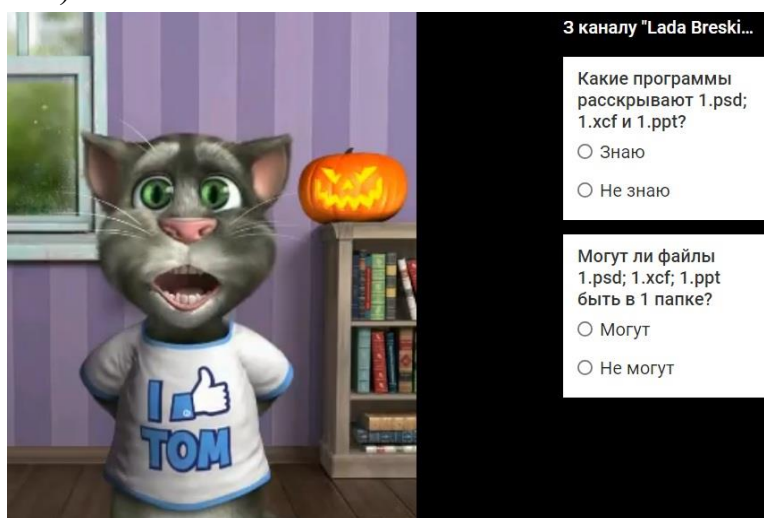 З каналу "Lada Breski...
Какие программы
расскрывают 1.psd;
1.xcf и 1.ppt?
Знаю
Не знаю
Могут ли файлы
1.psd; 1.xcf; 1.ppt
быть в 1 папке?
Могут
Не могут
I
TOM